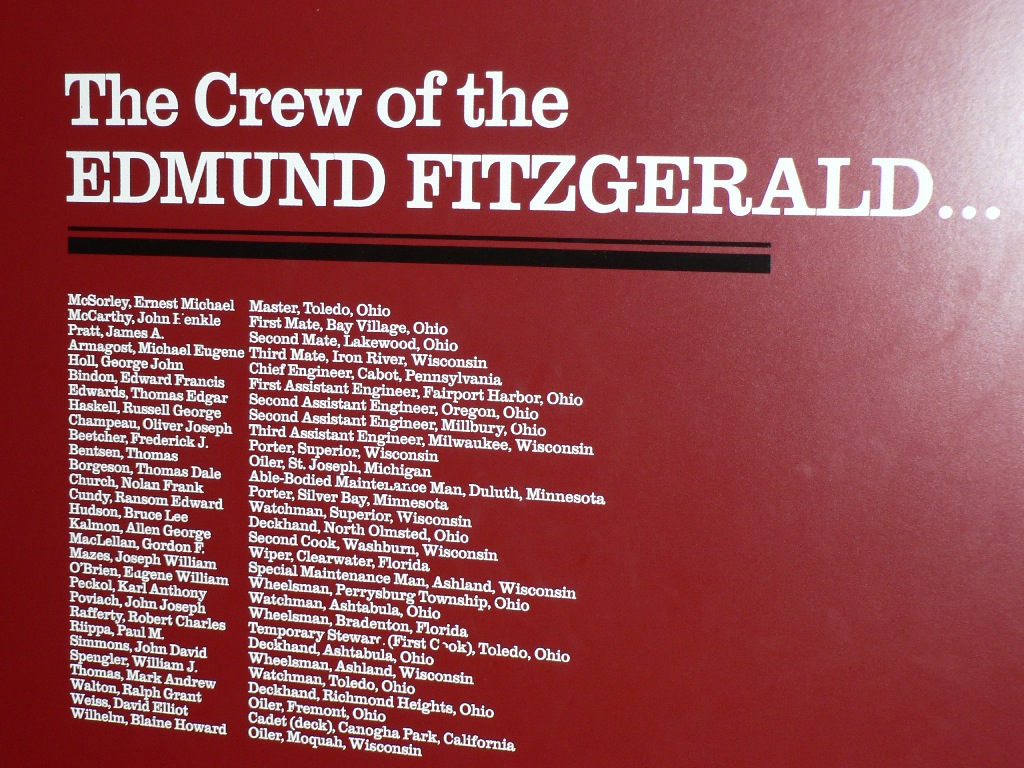 The Crew of the
EDMUND FITZGERALD...
McSorley, Ernest Michael Master, Toledo, Ohio
McCarthy, John Henkle First Mate, Bay Village, Ohio
Pratt, James A. Second Mate, Lakewood, Ohio
Armagost, Michael Eugene Third Mate, Iron River, Wisconsin
Holl, George John Chief Engineer, Cabot, Pennsylvania
Bindon, Edward Francis First Assistant Engineer, Fairport Harbor, Ohio
Edwards, Thomas Edgar Second Assistant Engineer, Oregon, Ohio
Haskell, Russell George Second Assistant Engineer, Millbury, Ohio
Champeau, Oliver Joseph Third Assistant Engineer, Milwaukee, Wisconsin
Beetcher, Frederick J. Porter, Superior, Wisconsin
Bentsen, Thomas Oiler, St. Joseph, Michigan
Borgeson, Thomas Dale Able-Bodied Maintenance Man, Duluth, Minnesota
Church, Nolan Frank Porter, Silver Bay, Minnesota
Cundy, Ransom Edward Watchman, Superior, Wisconsin
Hudson, Bruce Lee Deckhand, North Olmsted, Ohio
Kalmon, Allen George Second Cook, Washburn, Wisconsin
MacLellan, Gordon F. Wiper, Clearwater, Florida
Mazes, Joseph William Special Maintenance Man, Ashland, Wisconsin
O'Brien, Eugene William Wheelsman, Perrysburg Township, Ohio
Peckol, Karl Anthony Watchman, Ashtabula, Ohio
Poviach, John Joseph Wheelsman, Bradenton, Florida
Rafferty, Robert Charles Temporary Steward (First Cook), Toledo, Ohio
Riippa, Paul M. Deckhand, Ashtabula, Ohio
Simmons, John David Wheelsman, Ashland, Wisconsin
Spengler, William J. Watchman, Toledo, Ohio
Thomas, Mark Andrew Deckhand, Richmond Heights, Ohio
Walton, Ralph Grant Oiler, Fremont, Ohio
Weiss, David Elliot Cadet (deck), Canogha Park, California
Wilhelm, Blaine Howard Oiler, Moquah, Wisconsin